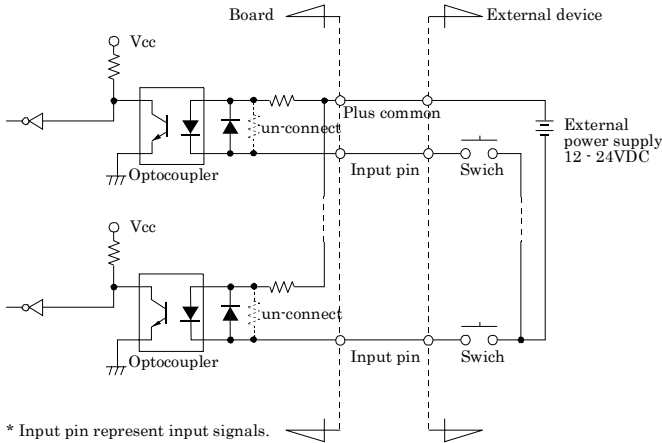 Board
External device
Vcc
Plus common
un-connect
External
power supply
12 - 24VDC
Optocoupler
Input pin
Swich
Vcc
un-connect
Optocoupler
Input pin
Swich
* Input pin represent input signals.